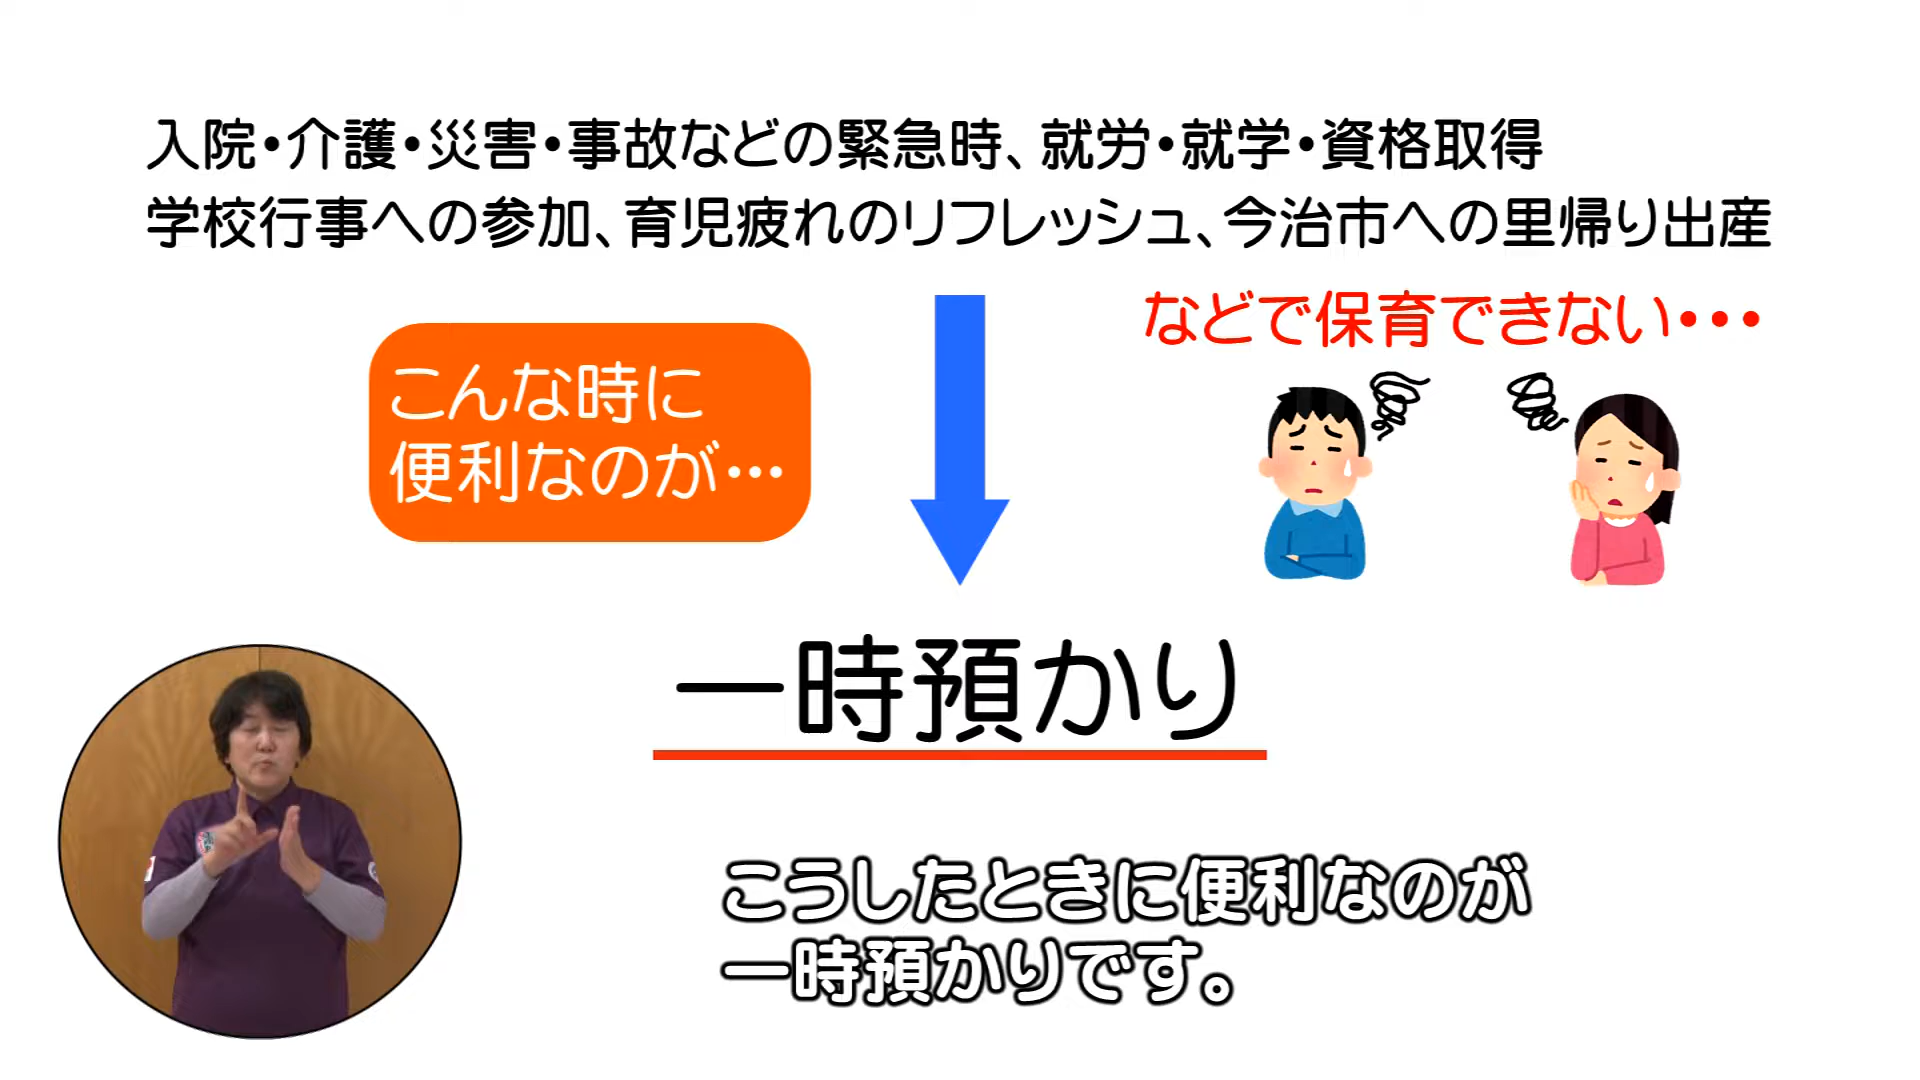 入院・介護・災害・事故などの緊急時、就労・就学・資格取得
学校行事への参加、育児疲れのリフレッシュ、今治市への里帰り出産
などで保育できない・・・
こんな時に
便利なのが…
一時預かり
こうしたときに便利なのが
一時預かりです。